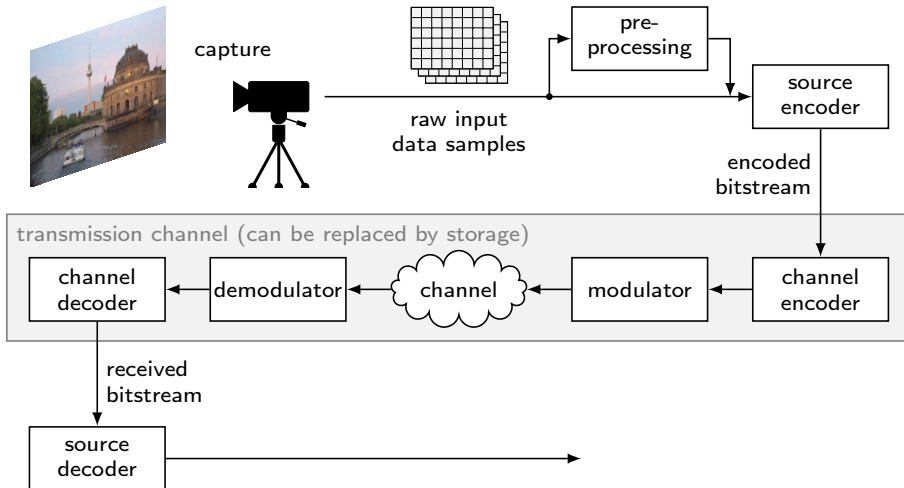 capture
raw input
data samples
pre-
processing
source
encoder
encoded
bitstream
transmission channel (can be replaced by storage)
channel
decoder
demodulator
channel
modulator
channel
encoder
received
bitstream
source
decoder